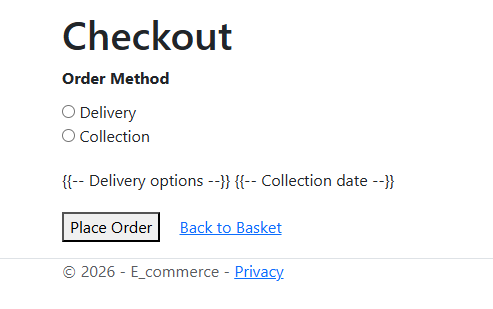 Checkout
Order Method
Delivery
Collection
{{-- Delivery options --}} {{-- Collection date --}}
Place Order Back to Basket
© 2026 - E_commerce - Privacy